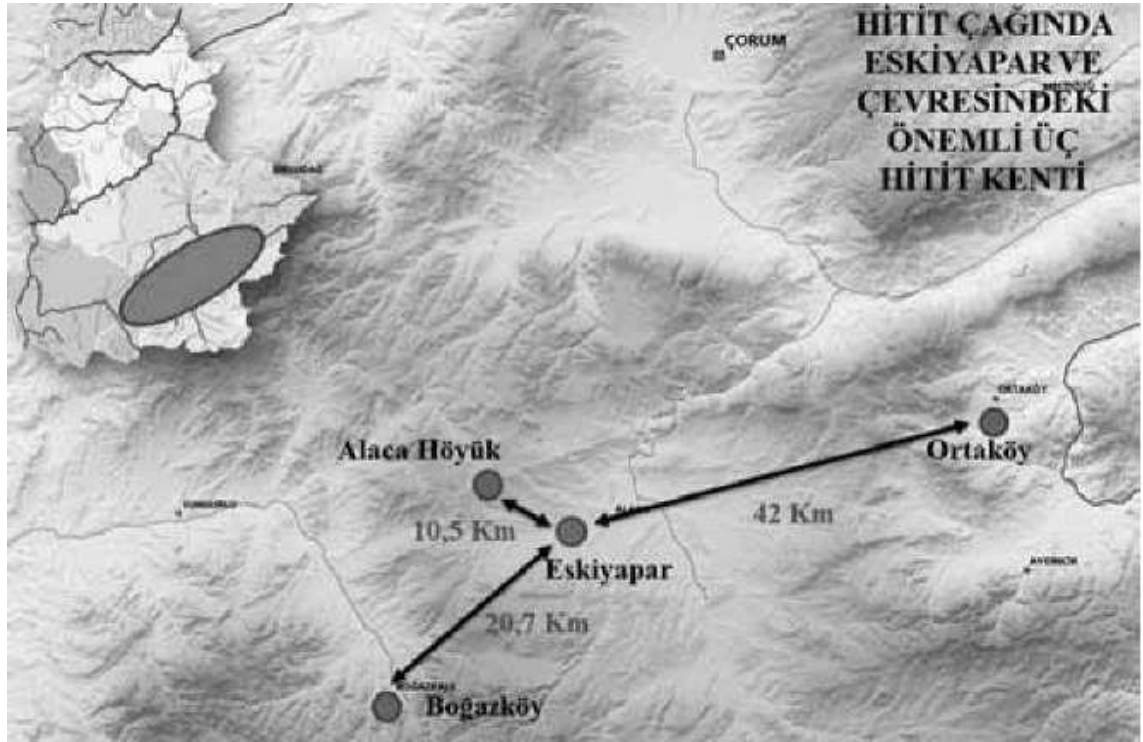 HİTİT ÇAĞINDA
ESKİYAPAR VE
ÇEVRESİNDEKİ
ÖNEMLİ ÜÇ
HİTİT KENTİ
ÇORUM
ORTAKÖY
Ortaköy
Alaca Höyük
42 Km
10,5 Km
Eskiyapar
20,7 Km
Boğazköy